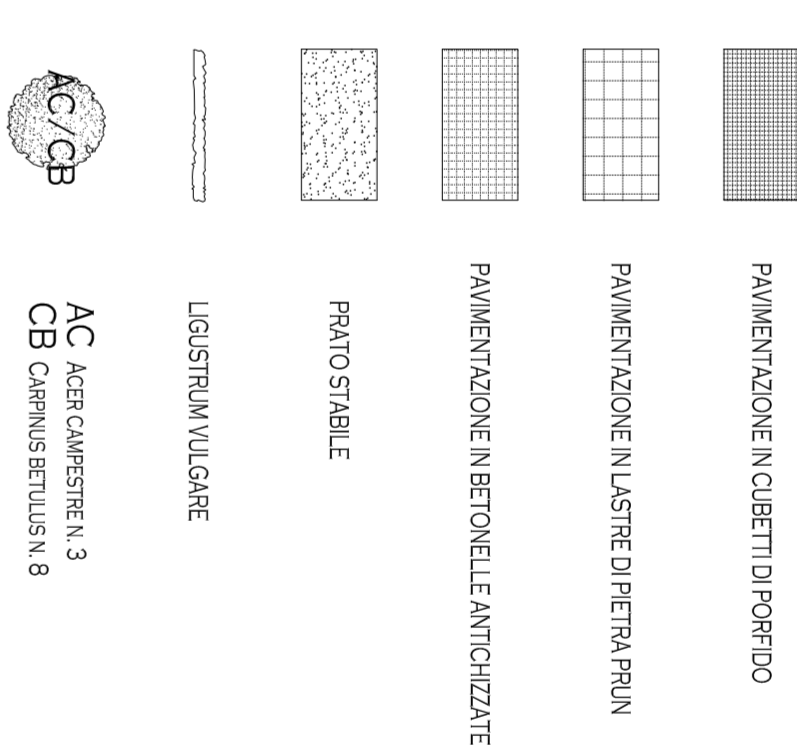 PAVIMENTAZIONE IN CUBETTI DI PORFIDO
PAVIMENTAZIONE IN LASTRE DI PIETRA PRUN
PAVIMENTAZIONE IN BETONELLE ANTICHIZZATE
PRATO STABILE
LIGUSTRUM VULGARE
AC/CB
AC ACER CAMPESTRE N. 3
CB CARPINUS BETULUS N. 8